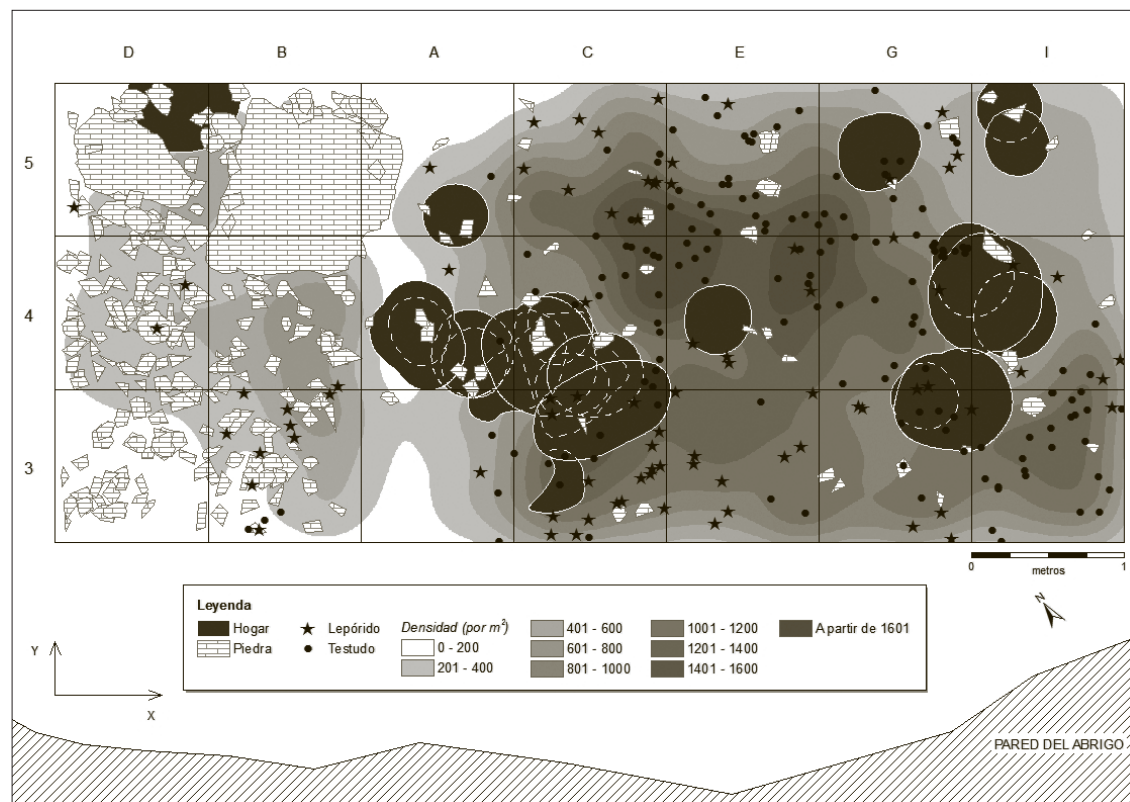 D B A C E G I
5
4
3
0 1
metros
N
Leyenda
Hogar Lepórido Densidad (por m²) 401 - 600 1001 - 1200 A partir de 1601
Piedra Testudo 0 - 200 601 - 800 1201 - 1400
201 - 400 801 - 1000 1401 - 1600
Y
X
PARED DEL ABRIGO